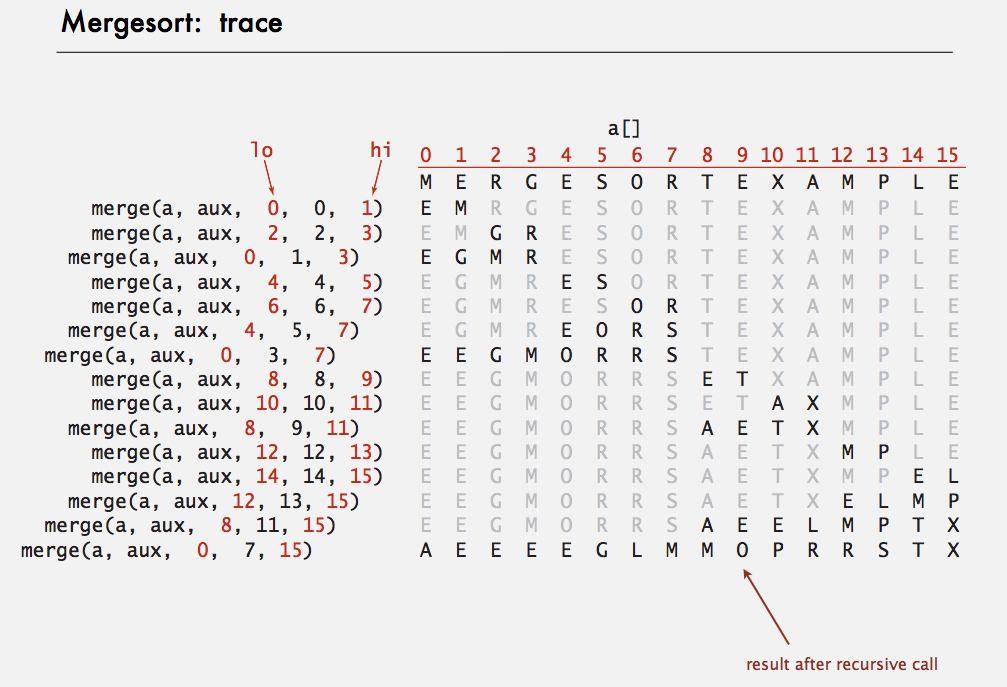 Mergesort: trace
a[]
lo hi 0 1 2 3 4 5 6 7 8 9 10 11 12 13 14 15
M E R G E S O R T E X A M P L E
merge(a, aux, 0, 0, 1) E M R G E S O R T E X A M P L E
merge(a, aux, 2, 2, 3) E M G R E S O R T E X A M P L E
merge(a, aux, 0, 1, 3) E G M R E S O R T E X A M P L E
merge(a, aux, 4, 4, 5) E G M R E S O R T E X A M P L E
merge(a, aux, 6, 6, 7) E G M R E S O R T E X A M P L E
merge(a, aux, 4, 5, 7) E G M R E O R S T E X A M P L E
merge(a, aux, 0, 3, 7) E E G M O R R S T E X A M P L E
merge(a, aux, 8, 8, 9) E E G M O R R S E T X A M P L E
merge(a, aux, 10, 10, 11) E E G M O R R S E T A X M P L E
merge(a, aux, 8, 9, 11) E E G M O R R S A E T X M P L E
merge(a, aux, 12, 12, 13) E E G M O R R S A E T X M P L E
merge(a, aux, 14, 14, 15) E E G M O R R S A E T X M P E L
merge(a, aux, 12, 13, 15) E E G M O R R S A E T X E L M P
merge(a, aux, 8, 11, 15) E E G M O R R S A E E L M P T X
merge(a, aux, 0, 7, 15) A E E E E G L M M O P R R S T X
result after recursive call